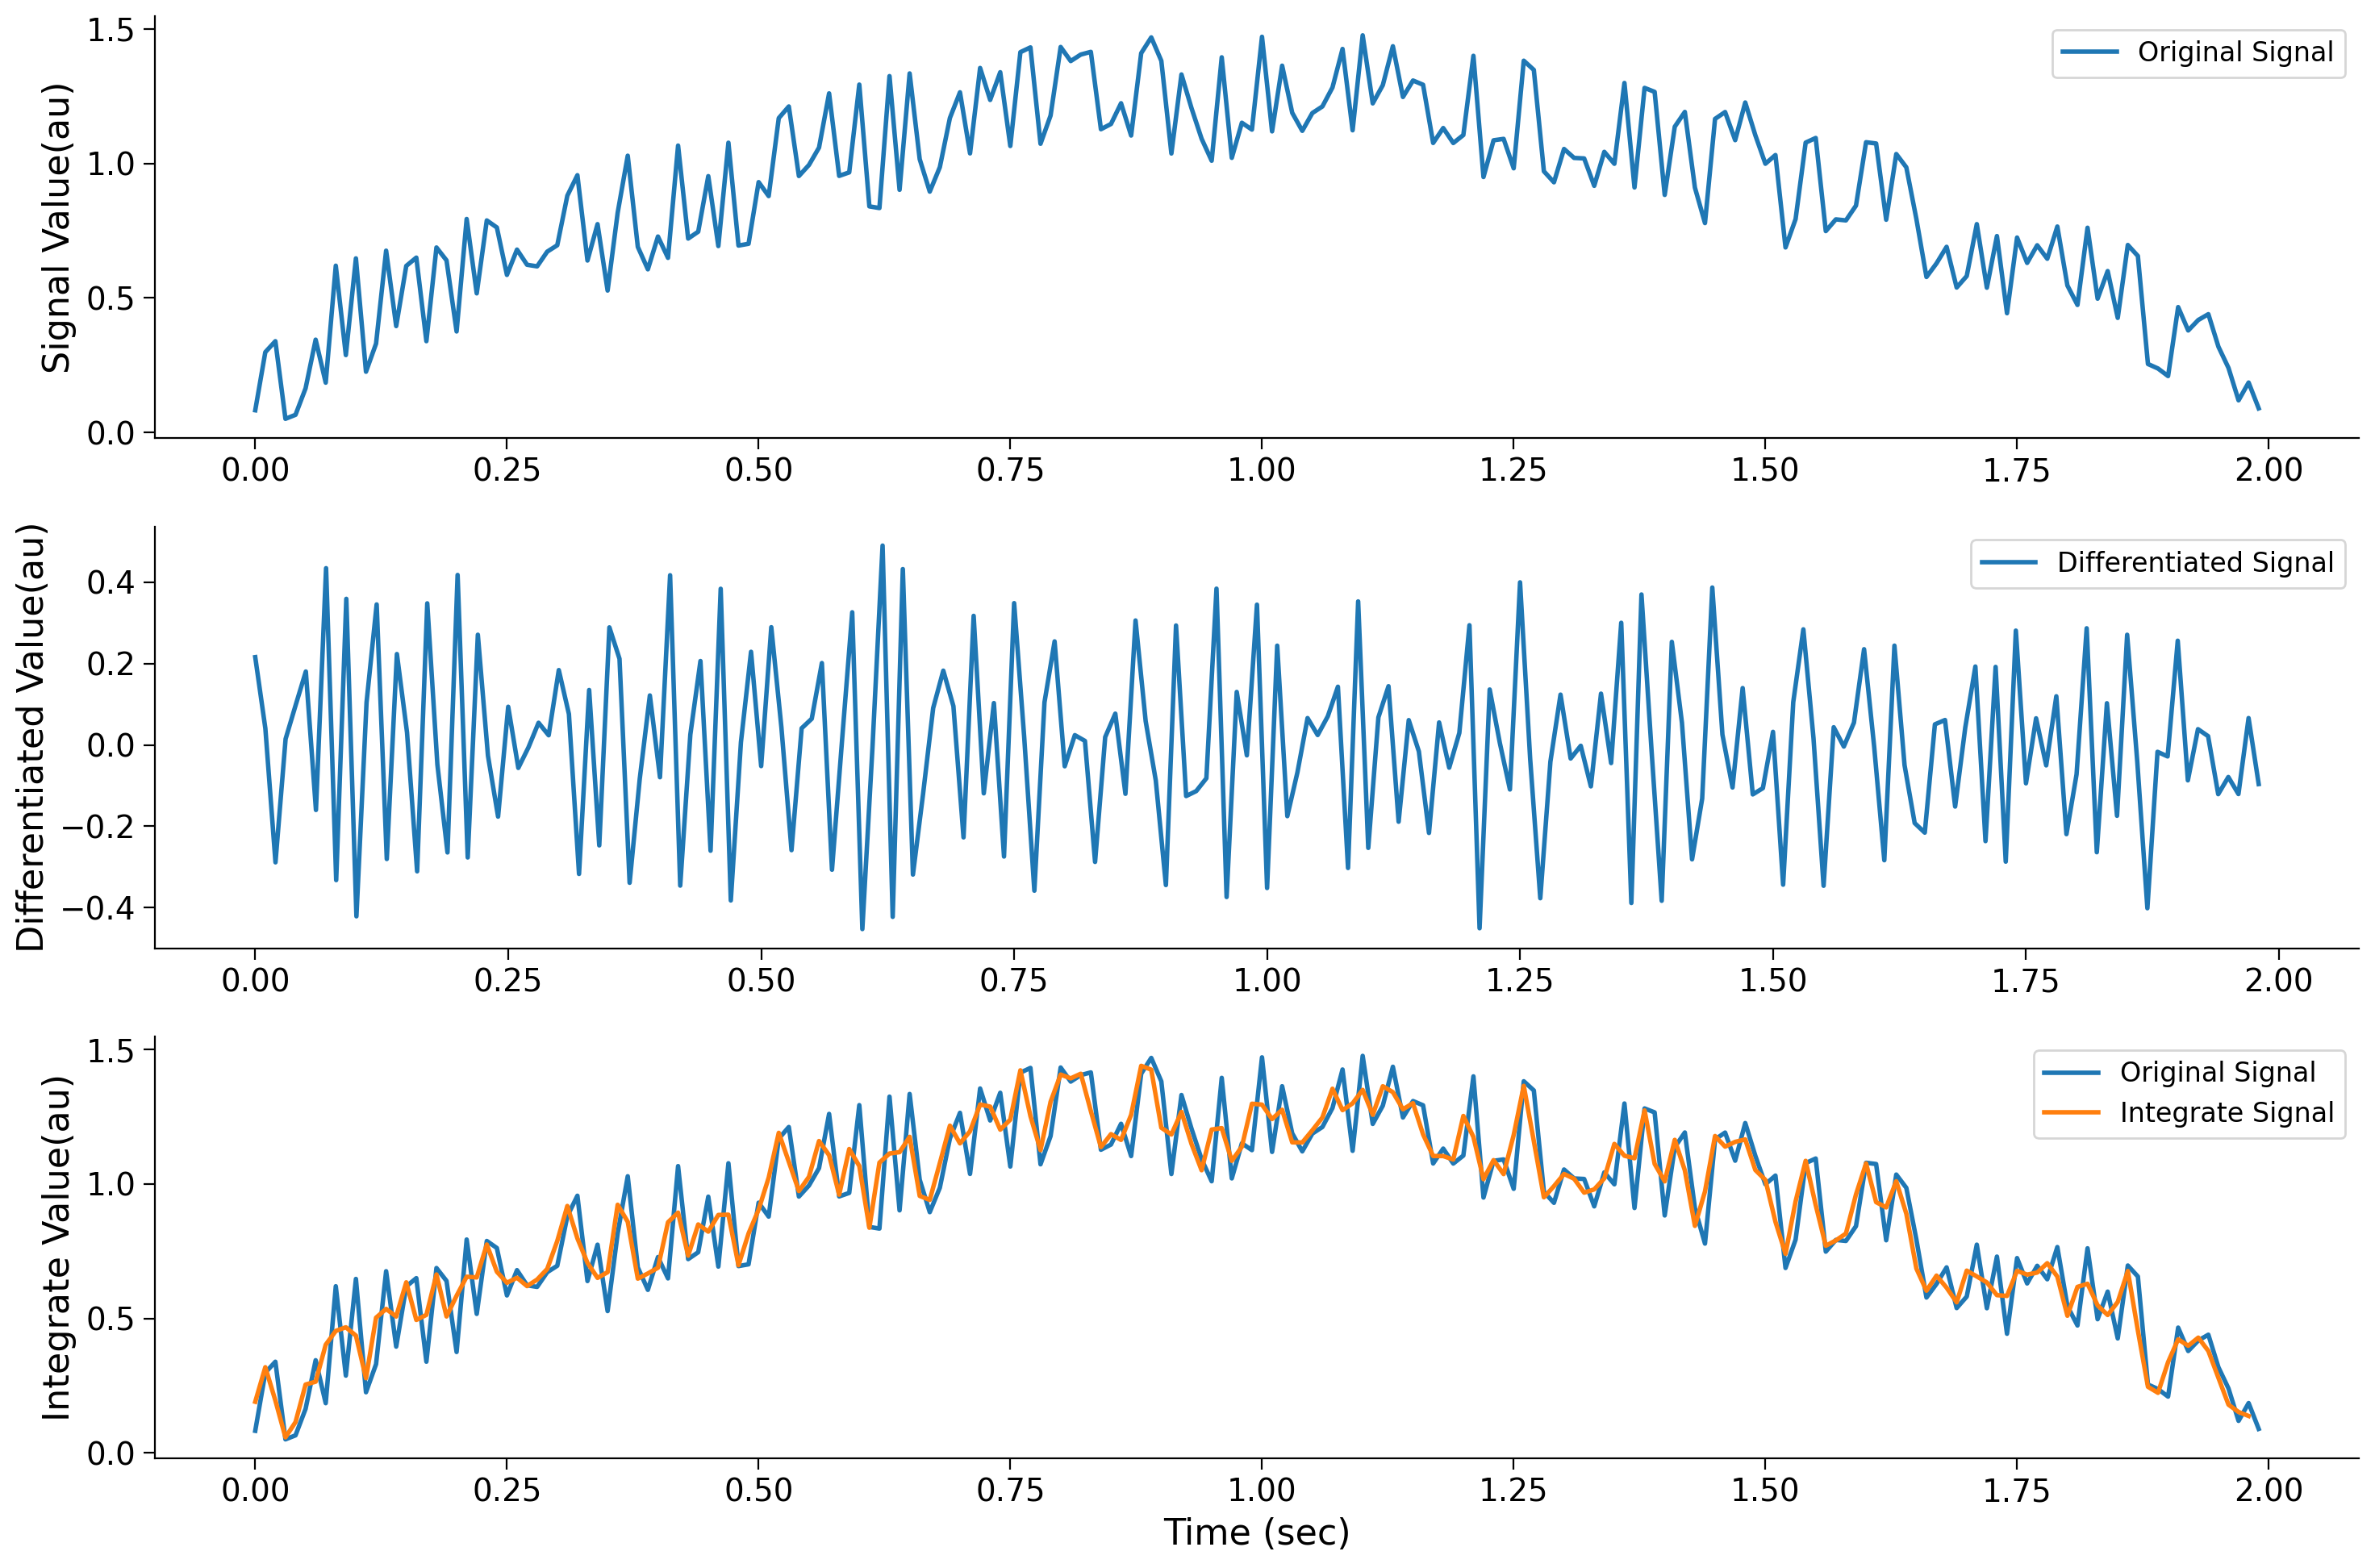 Signal Value(au)
1.5
1.0
0.5
0.0
Original Signal
0.00 0.25 0.50 0.75 1.00 1.25 1.50 1.75 2.00
Differentiated Value(au)
0.4
0.2
0.0
−0.2
−0.4
Differentiated Signal
0.00 0.25 0.50 0.75 1.00 1.25 1.50 1.75 2.00
Integrate Value(au)
1.5
1.0
0.5
0.0
Original Signal
Integrate Signal
0.00 0.25 0.50 0.75 1.00 1.25 1.50 1.75 2.00
Time (sec)